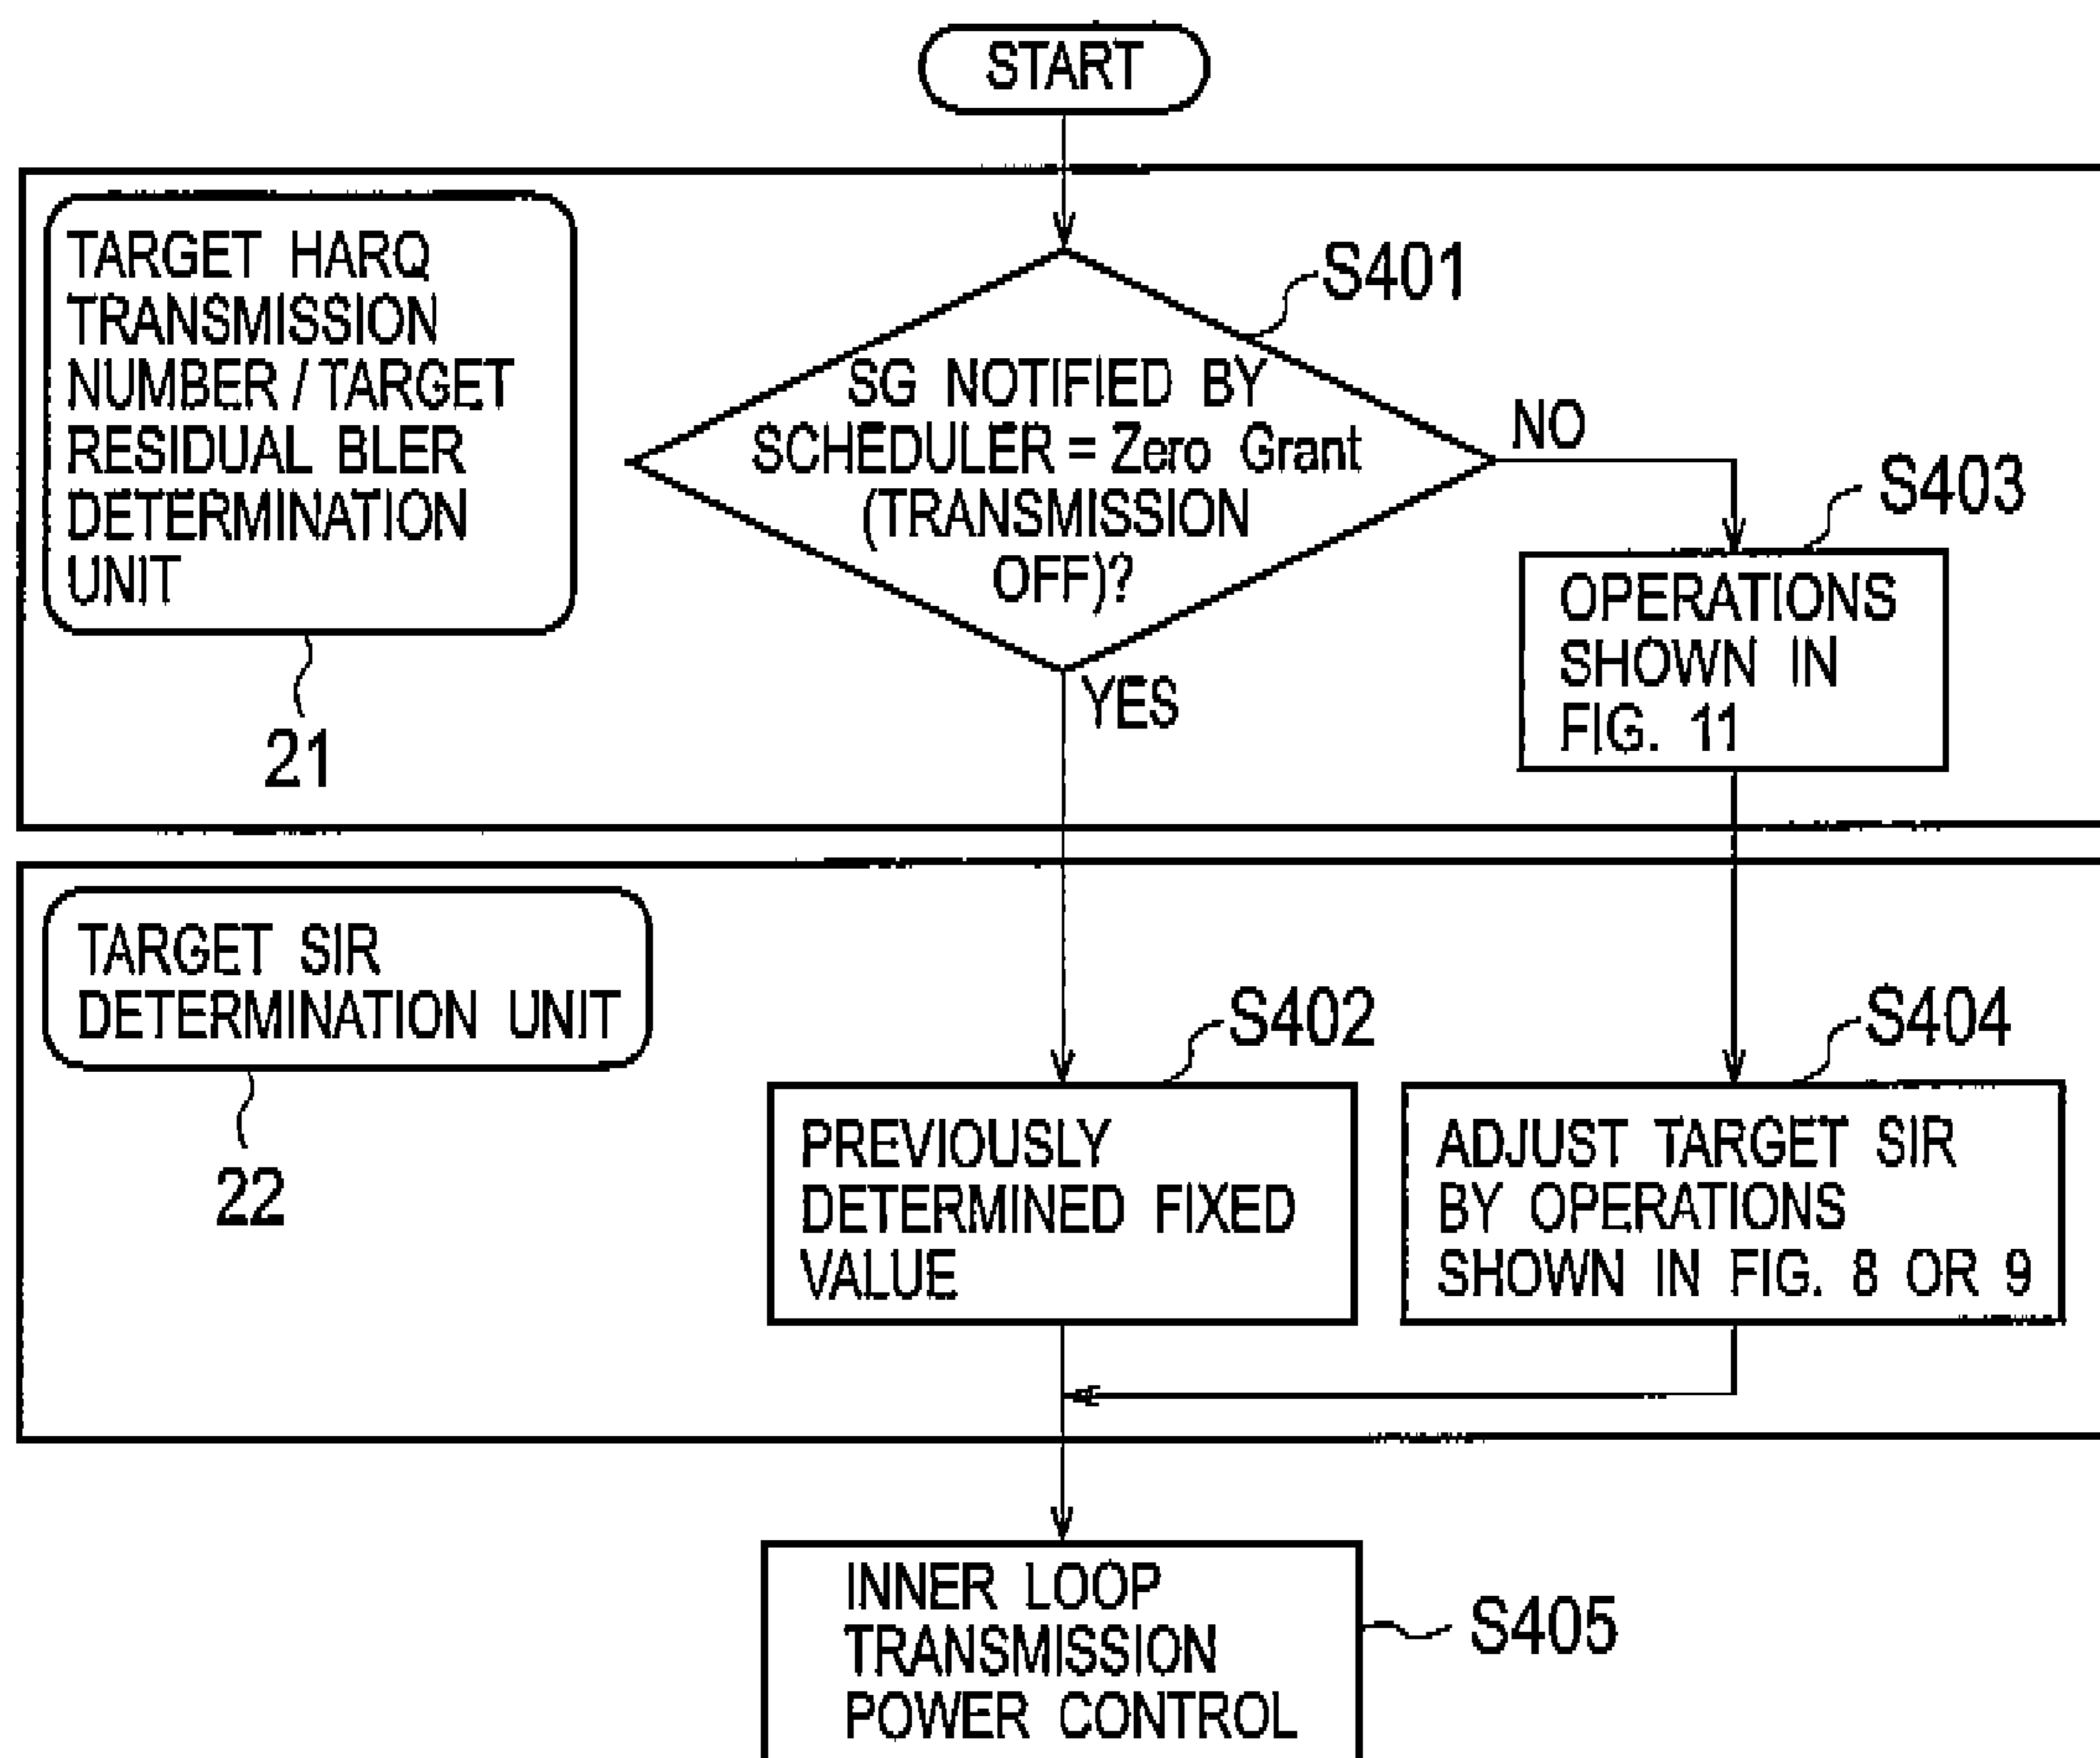 START
TARGET HARQ
TRANSMISSION
NUMBER / TARGET
RESIDUAL BLER
DETERMINATION
UNIT
21
S401
SG NOTIFIED BY
SCHEDULER = Zero Grant
(TRANSMISSION
OFF)?
NO
YES
S403
OPERATIONS
SHOWN IN
FIG. 11
TARGET SIR
DETERMINATION UNIT
22
S402
PREVIOUSLY
DETERMINED FIXED
VALUE
S404
ADJUST TARGET SIR
BY OPERATIONS
SHOWN IN FIG. 8 OR 9
INNER LOOP
TRANSMISSION
POWER CONTROL
S405